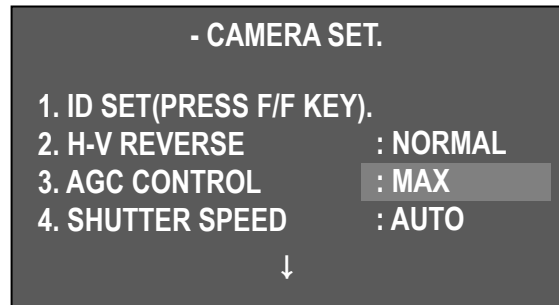 - CAMERA SET.
1. ID SET(PRESS F/F KEY).
2. H-V REVERSE : NORMAL
3. AGC CONTROL : MAX
4. SHUTTER SPEED : AUTO
↓